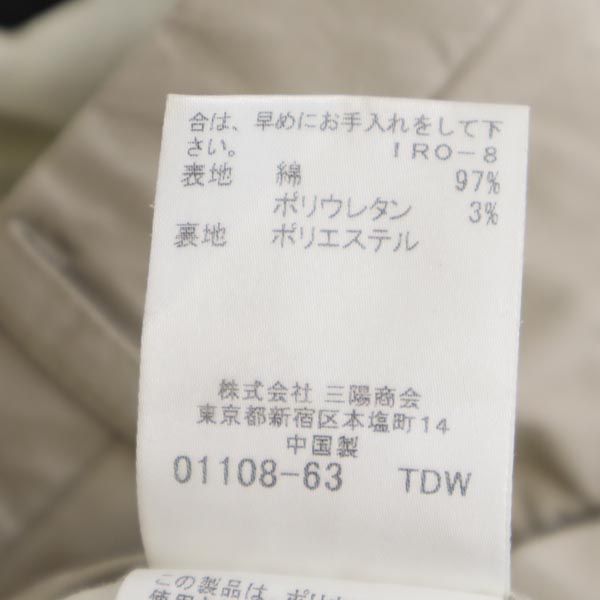 合は、早めにお手入れをして下
さい。 IRO-8
表地 綿 97%
ポリウレタン 3%
裏地 ポリエステル
株式会社 三陽商会
東京都新宿区本塩町14
中国製
01108-63 TDW
この製品は、ポリ